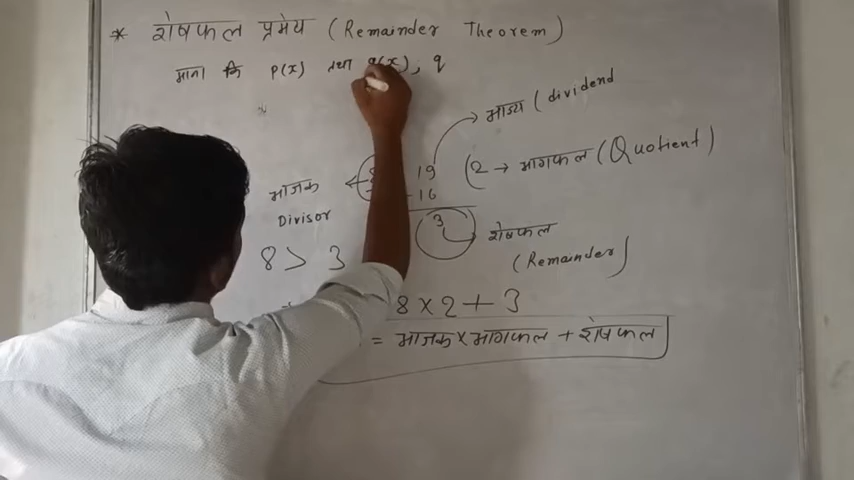 * शेषफल प्रमेय (Remainder Theorem)
माना कि p(x) तथा g(x), q
भाज्य (dividend
भाजक 19 (2 → भागफल (Quotient)
Divisor 16
3 शेषफल
8 > 3 (Remainder)
8 × 2 + 3
= भाजक × भागफल + शेषफल